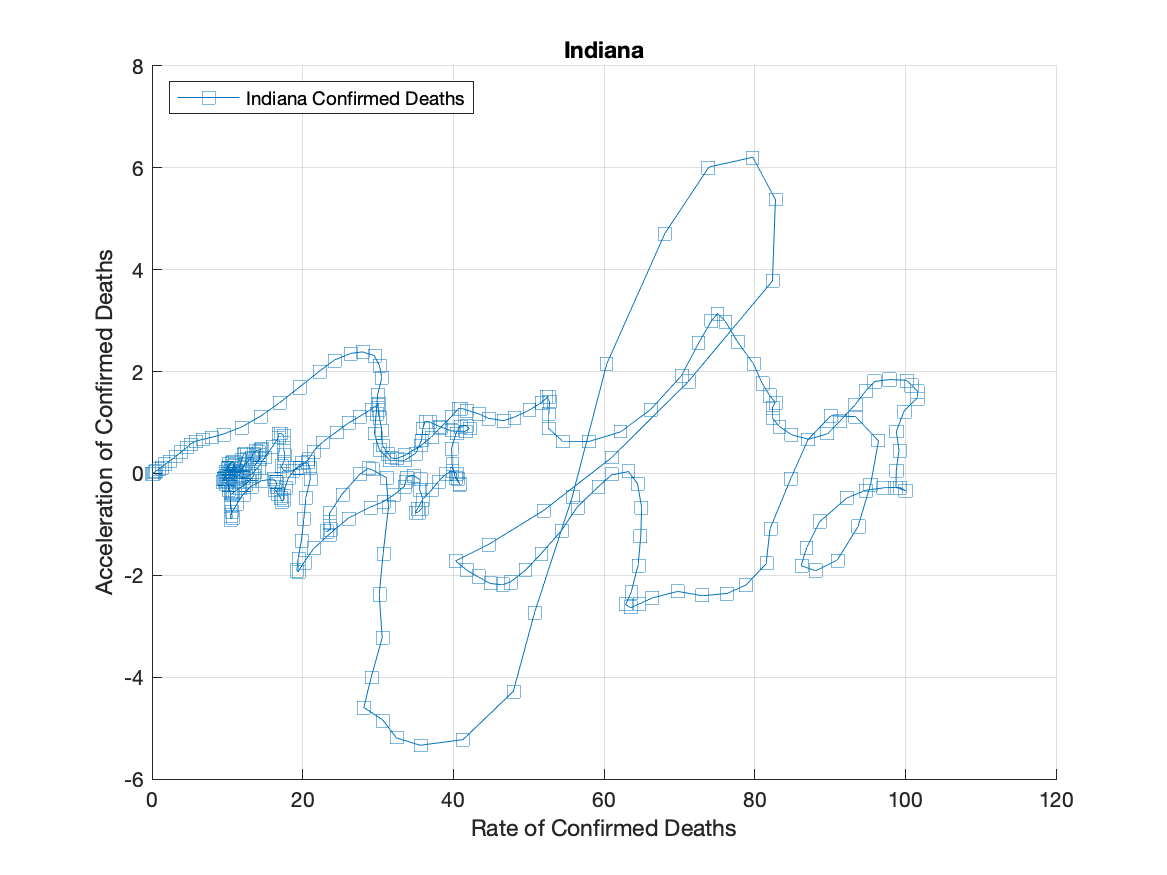 Indiana
Indiana Confirmed Deaths
8
6
4
2
0
-2
-4
-6
Acceleration of Confirmed Deaths
0 20 40 60 80 100 120
Rate of Confirmed Deaths